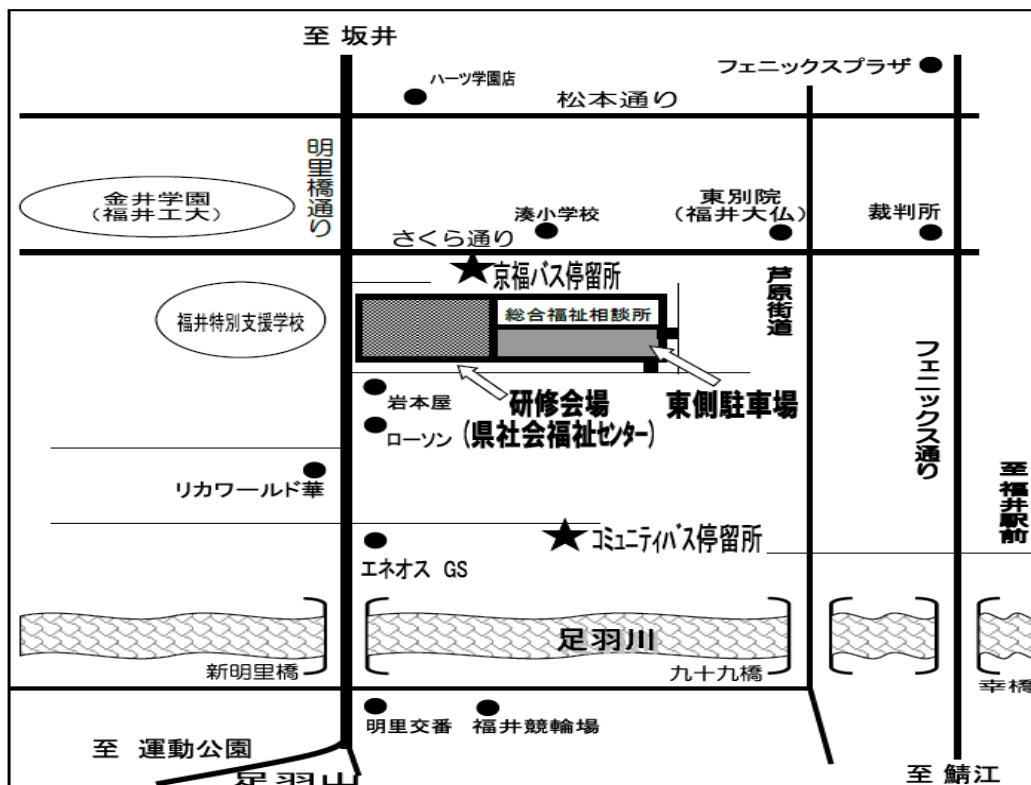 至 坂井
ハーツ学園店
フェニックスプラザ
松本通り
明里橋通り
金井学園
(福井工大)
湊小学校
東別院
(福井大仏)
裁判所
さくら通り
京福バス停留所
芦原街道
総合福祉相談所
福井特別支援学校
フェニックス通り
岩本屋
研修会場
(県社会福祉センター)
東側駐車場
ローソン
リカワールド華
至福井駅前
コミュニティバス停留所
エネオス GS
足羽川
新明里橋
九十九橋
幸橋
明里交番
福井競輪場
至 運動公園
足羽山
至 鯖江